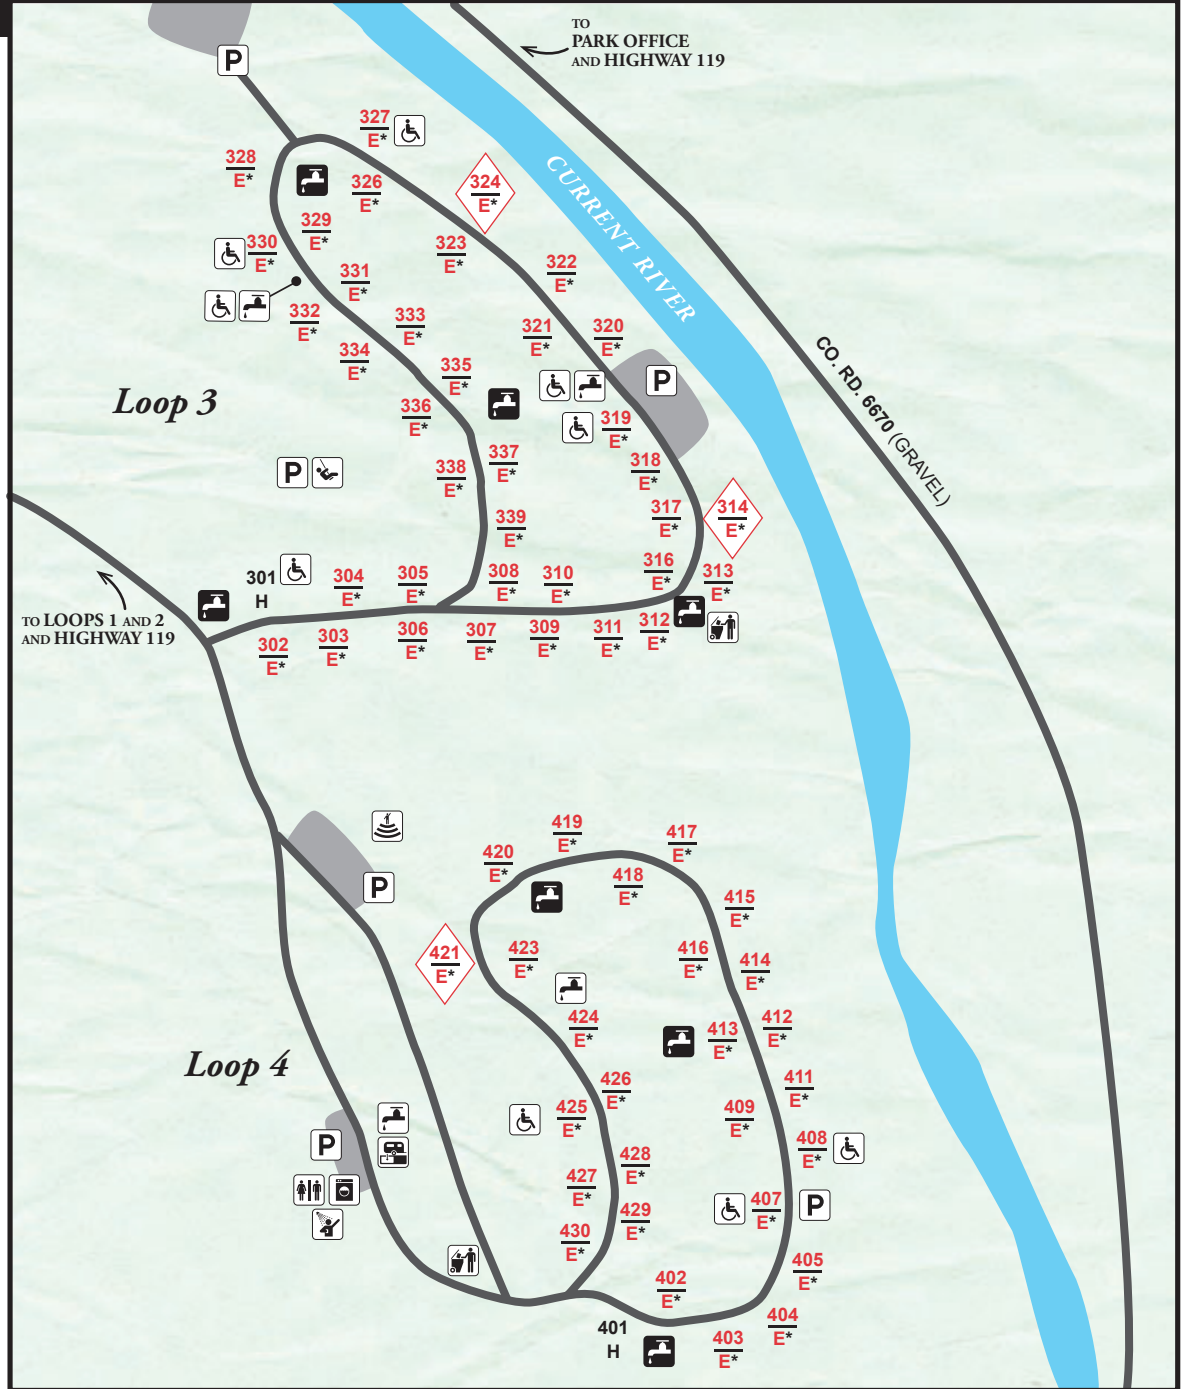 TO
PARK OFFICE
AND HIGHWAY 119
P
327
E*
328
E*
326
E*
324
E*
CURRENT RIVER
329
E*
330
E*
323
E*
322
E*
331
E*
332
E*
333
E*
321
E*
320
E*
334
E*
335
E*
P
CO. RD. 6670 (GRAVEL)
Loop 3
336
E*
319
E*
P
338
E*
337
E*
318
E*
317
E*
314
E*
339
E*
301
H
304
E*
305
E*
308
E*
310
E*
316
E*
313
E*
TO LOOPS 1 AND 2
AND HIGHWAY 119
302
E*
303
E*
306
E*
307
E*
309
E*
311
E*
312
E*
419
E*
417
E*
420
E*
418
E*
P
415
E*
421
E*
423
E*
416
E*
414
E*
424
E*
413
E*
412
E*
Loop 4
426
E*
411
E*
425
E*
409
E*
P
408
E*
428
E*
427
E*
407
E*
P
429
E*
430
E*
405
E*
402
E*
404
E*
401
H
403
E*